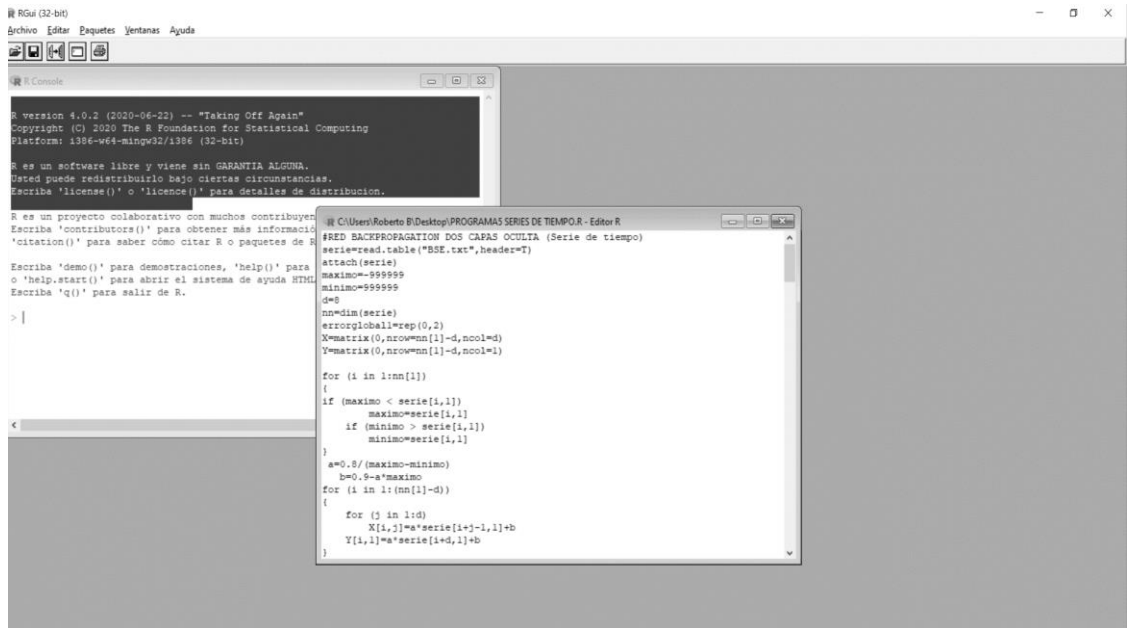 RGui (32-bit)
Archivo Editar Paquetes Ventanas Ayuda
R Console
R version 4.0.2 (2020-06-22) -- "Taking Off Again"
Copyright (C) 2020 The R Foundation for Statistical Computing
Platform: i386-w64-mingw32/i386 (32-bit)
R es un software libre y viene sin GARANTIA ALGUNA.
Usted puede redistribuirlo bajo ciertas circunstancias.
Escriba 'license()' o 'licence()' para detalles de distribucion.
R es un proyecto colaborativo con muchos contribuyen
Escriba 'contributors()' para obtener más informació
'citation()' para saber cómo citar R o paquetes de R
Escriba 'demo()' para demostraciones, 'help()' para
o 'help.start()' para abrir el sistema de ayuda HTML
Escriba 'q()' para salir de R.
>
C:\Users\Roberto B\Desktop\PROGRAMAS SERIES DE TIEMPO.R - Editor R
#RED BACKPROPAGATION DOS CAPAS OCULTA (Serie de tiempo)
serie=read.table("BSE.txt",header=T)
attach(serie)
maximo=-999999
minimo=999999
d=8
nn=dim(serie)
errorglobal1=rep(0,2)
X=matrix(0,nrow=nn[1]-d,ncol=d)
Y=matrix(0,nrow=nn[1]-d,ncol=1)
for (i in 1:nn[1])
{
if (maximo < serie[i,1])
maximo=serie[i,1]
if (minimo > serie[i,1])
minimo=serie[i,1]
}
a=0.8/(maximo-minimo)
b=0.9-a*maximo
for (i in 1:(nn[1]-d))
{
for (j in 1:d)
X[i,j]=a*serie[i+j-1,1]+b
Y[i,1]=a*serie[i+d,1]+b
}